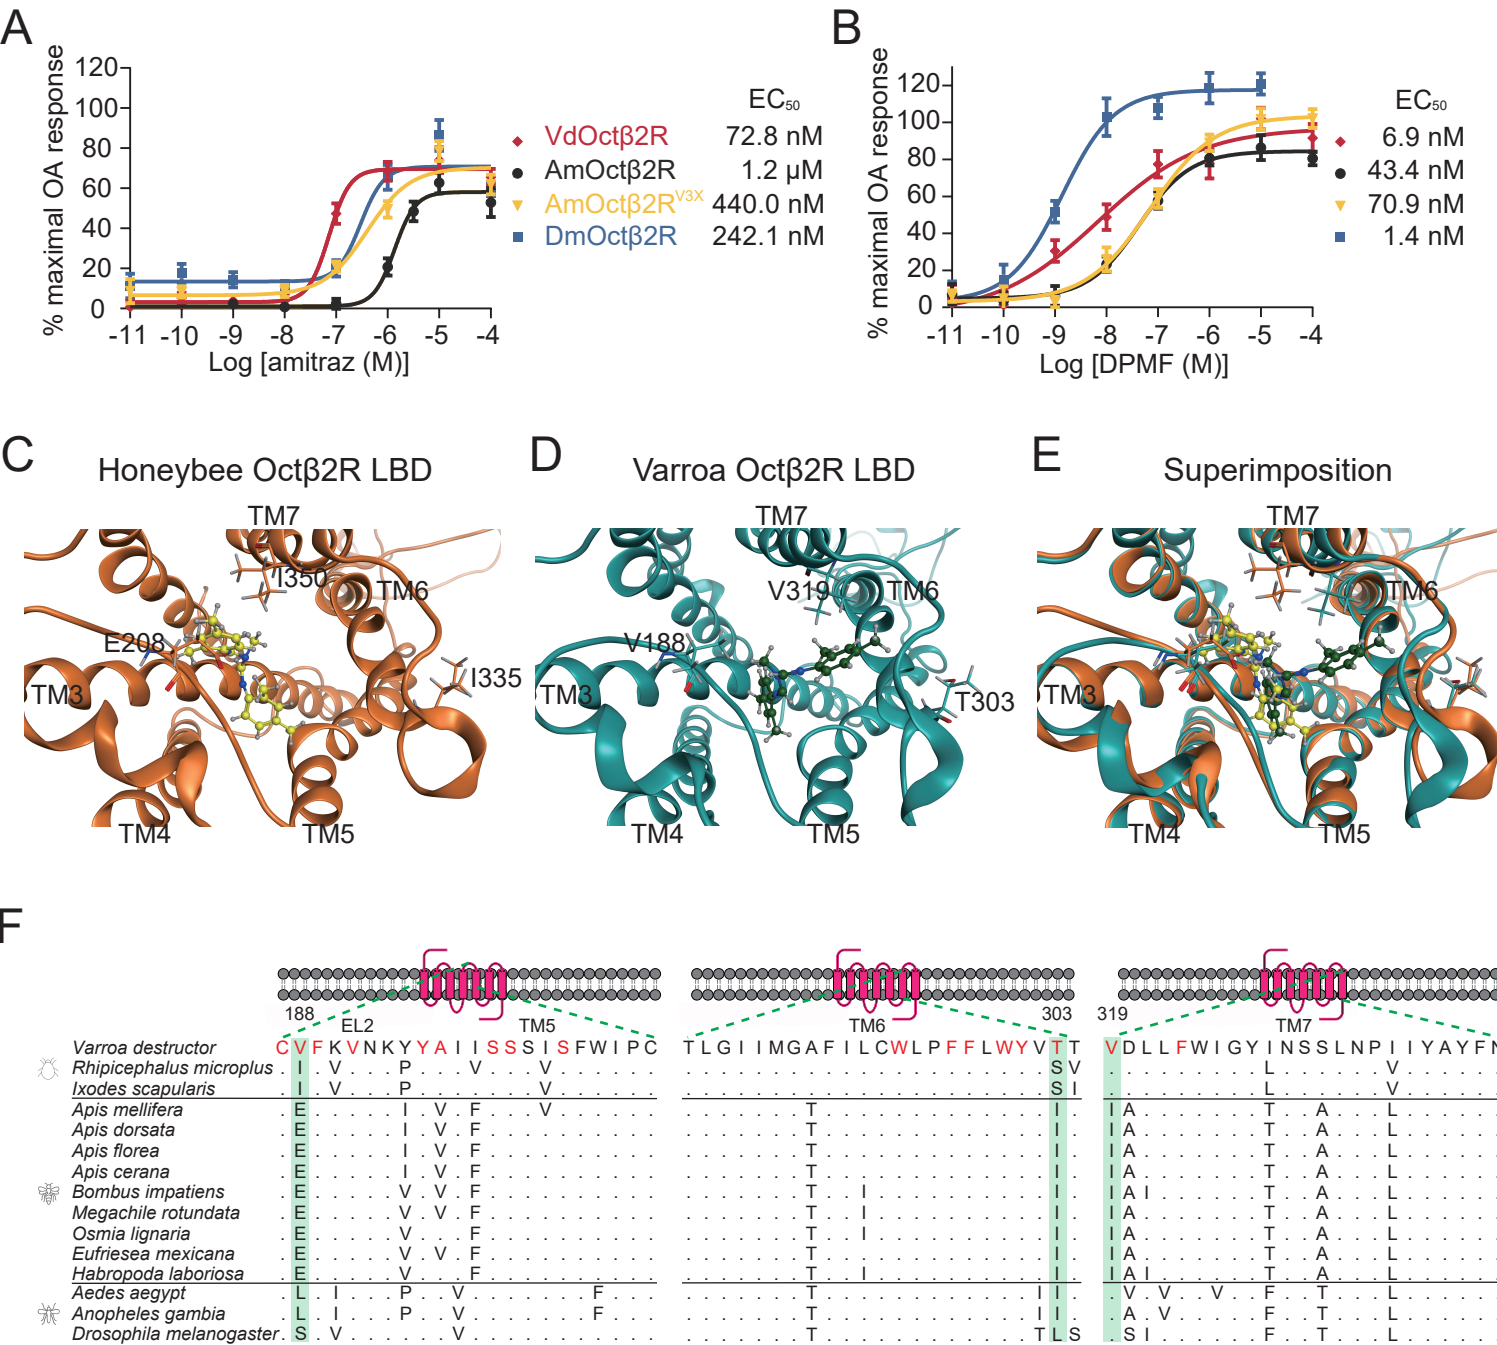 A
% maximal OA response
120
100
80
60
40
20
0
-11 -10 -9 -8 -7 -6 -5 -4
Log [amitraz (M)]
EC50
VdOctβ2R 72.8 nM
AmOctβ2R 1.2 µM
AmOctβ2RV3X 440.0 nM
DmOctβ2R 242.1 nM
B
% maximal OA response
120
100
80
60
40
20
0
-11 -10 -9 -8 -7 -6 -5 -4
Log [DPMF (M)]
EC50
6.9 nM
43.4 nM
70.9 nM
1.4 nM
C
Honeybee Octβ2R LBD
TM7
I350
TM6
E208
I335
TM3
TM4
TM5
D
Varroa Octβ2R LBD
TM7
V319
TM6
V188
TM3
T303
TM4
TM5
E
Superimposition
TM7
TM6
TM3
TM4
TM5
F
188 EL2 TM5 TM6 303 319 TM7
Varroa destructor C V F K V N K Y Y A I I S S S I S F W I P C T L G I I M G A F I L C W L P F F L W Y V T T V D L L F W I G Y I N S S L N P I I Y A Y F N
Rhipicephalus microplus . I . V . . . P . . . V . . . V . . . . . . . . . . . . . . . . . . . . . . . . . . . S V . . . . . . . . . L . . . . . . V . . . . . .
Ixodes scapularis . I . V . . . P . . . . . . . V . . . . . . . . . . . . . . . . . . . . . . . . . . . S I . . . . . . . . . L . . . . . . V . . . . . .
Apis mellifera . E . . . . . I . V . F . . . V . . . . . . . . . . . . . T . . . . . . . . . . . . . I . I A . . . . . . . T . . A . . . L . . . . . .
Apis dorsata . E . . . . . I . V . F . . . . . . . . . . . . . . . . . T . . . . . . . . . . . . . I . I A . . . . . . . T . . A . . . L . . . . . .
Apis florea . E . . . . . I . V . F . . . . . . . . . . . . . . . . . T . . . . . . . . . . . . . I . I A . . . . . . . T . . A . . . L . . . . . .
Apis cerana . E . . . . . I . V . F . . . . . . . . . . . . . . . . . T . . . . . . . . . . . . . I . I A . . . . . . . T . . A . . . L . . . . . .
Bombus impatiens . E . . . . . V . V . F . . . . . . . . . . . . . . . . . T . . I . . . . . . . . . . I . I A I . . . . . . T . . A . . . L . . . . . .
Megachile rotundata . E . . . . . V . V . F . . . . . . . . . . . . . . . . . T . . I . . . . . . . . . . I . I A . . . . . . . T . . A . . . L . . . . . .
Osmia lignaria . E . . . . . V . . . F . . . . . . . . . . . . . . . . . T . . I . . . . . . . . . . I . I A . . . . . . . T . . A . . . L . . . . . .
Eufriesea mexicana . E . . . . . V . V . F . . . . . . . . . . . . . . . . . T . . . . . . . . . . . . . I . I A . . . . . . . T . . A . . . L . . . . . .
Habropoda laboriosa . E . . . . . V . . . F . . . . . . . . . . . . . . . . . T . . I . . . . . . . . . . I . I A I . . . . . . T . . A . . . L . . . . . .
Aedes aegypt . L . I . . . P . . V . . . . . . . F . . . . . . . . . . T . . . . . . . . . . . . I I . . V . V . . V . . F . . T . . . L . . . . . .
Anopheles gambia . L . I . . . P . . V . . . . . . . F . . . . . . . . . . T . . . . . . . . . . . . I I . . A . V . . . . . F . . T . . . L . . . . . .
Drosophila melanogaster . S . V . . . . . . V . . . . . . . . . . . . . . . . . . T . . . . . . . . . . . . T L S . S I . . . . . . F . . T . . . L . . . . . .